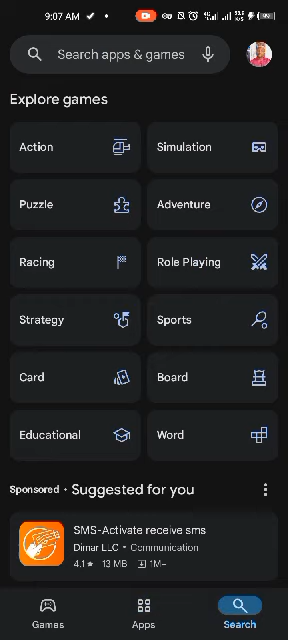 9:07 AM
Search apps & games
Explore games
Action
Simulation
Puzzle
Adventure
Racing
Role Playing
Strategy
Sports
Card
Board
Educational
Word
Sponsored • Suggested for you
SMS-Activate receive sms
Dimar LLC • Communication
4.1★ 13 MB 1M+
Games
Apps
Search